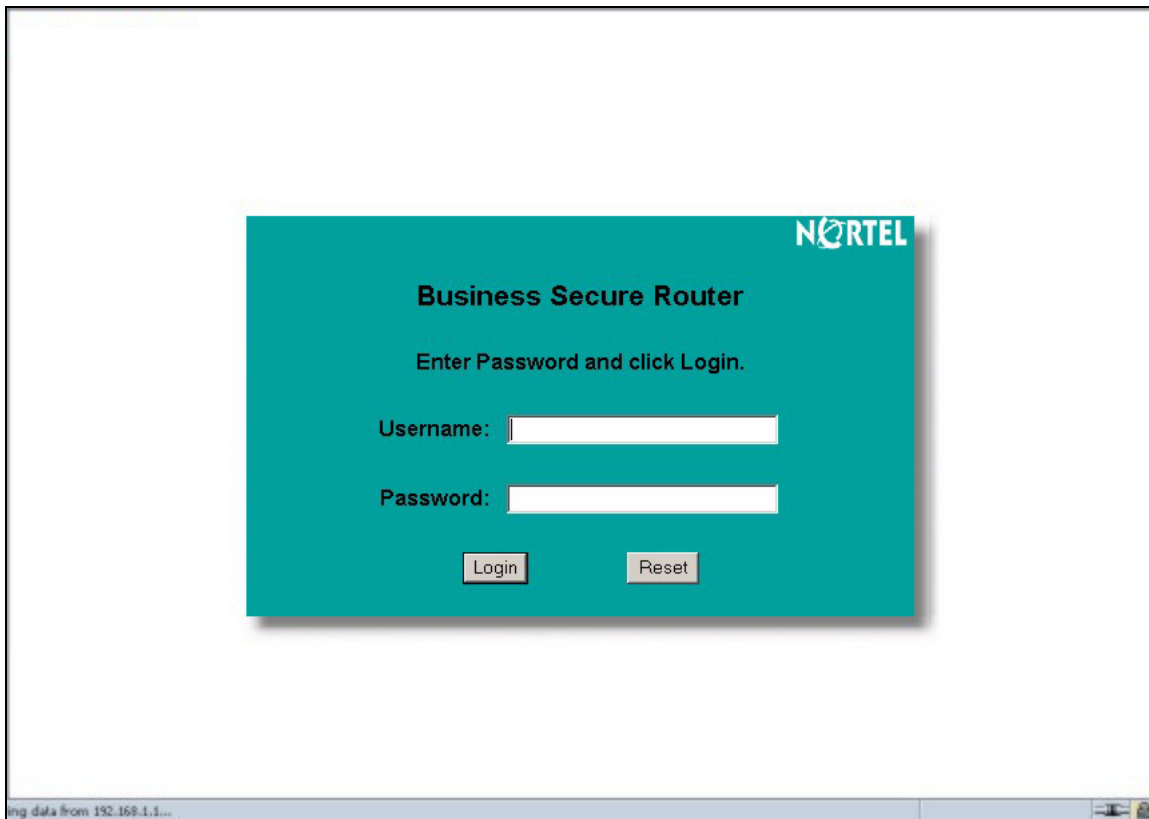 NORTEL
Business Secure Router
Enter Password and click Login.
Username:
Password:
Login Reset
ing data from 192.168.1.1...